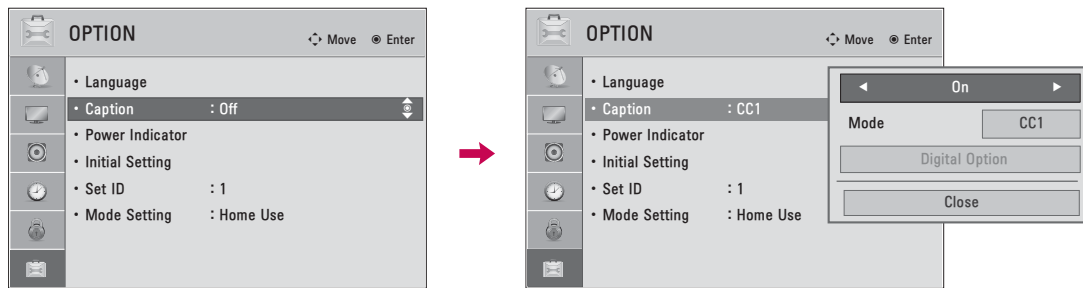 OPTION
Move Enter
• Language
• Caption : Off
• Power Indicator
• Initial Setting
• Set ID : 1
• Mode Setting : Home Use
OPTION
Move Enter
• Language
• Caption : CC1
• Power Indicator
• Initial Setting
• Set ID : 1
• Mode Setting : Home Use
◄ On ►
Mode CC1
Digital Option
Close